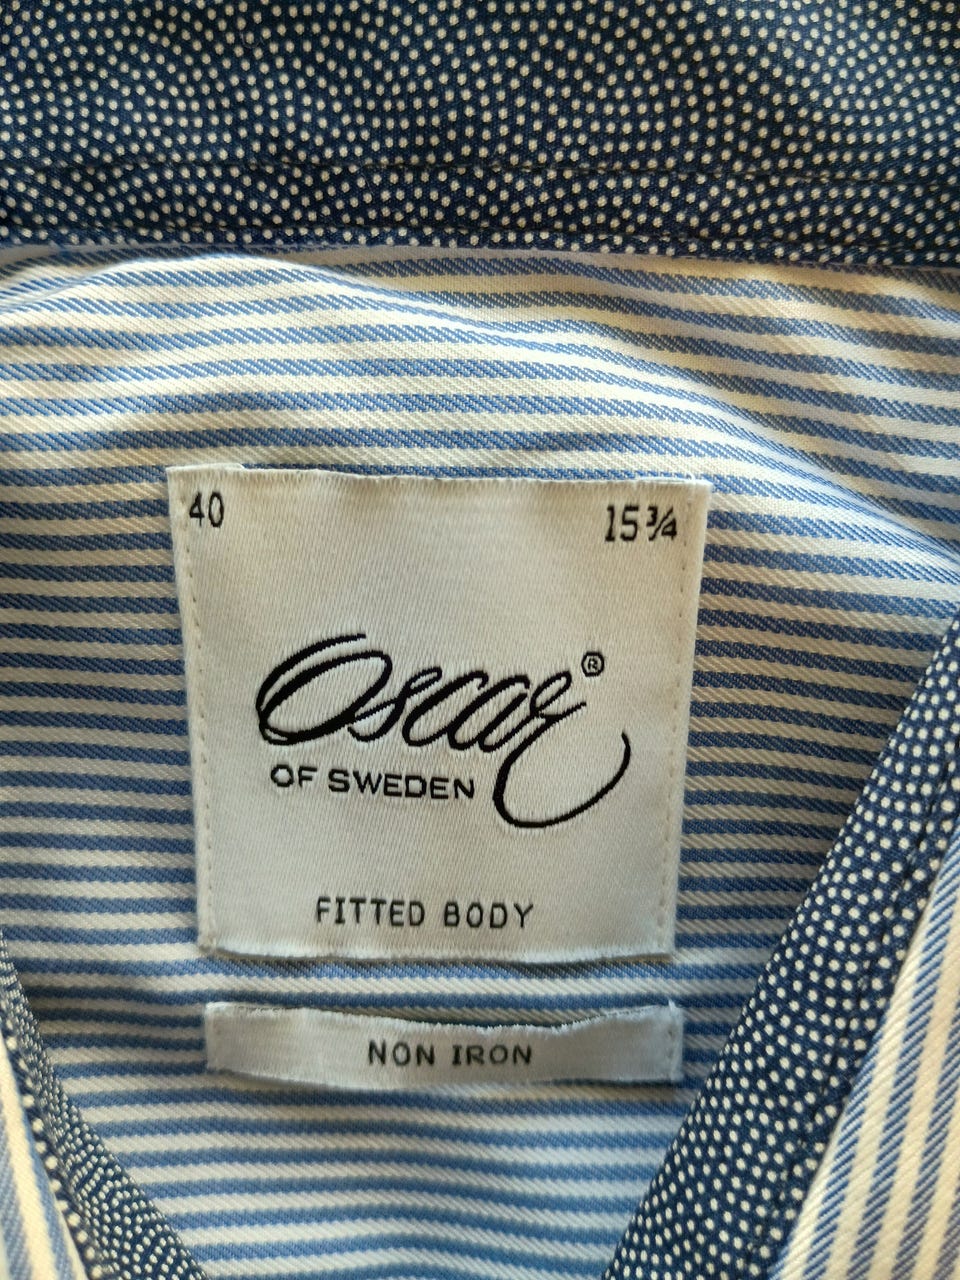 40 15¾
Oscar®
OF SWEDEN
FITTED BODY
NON IRON